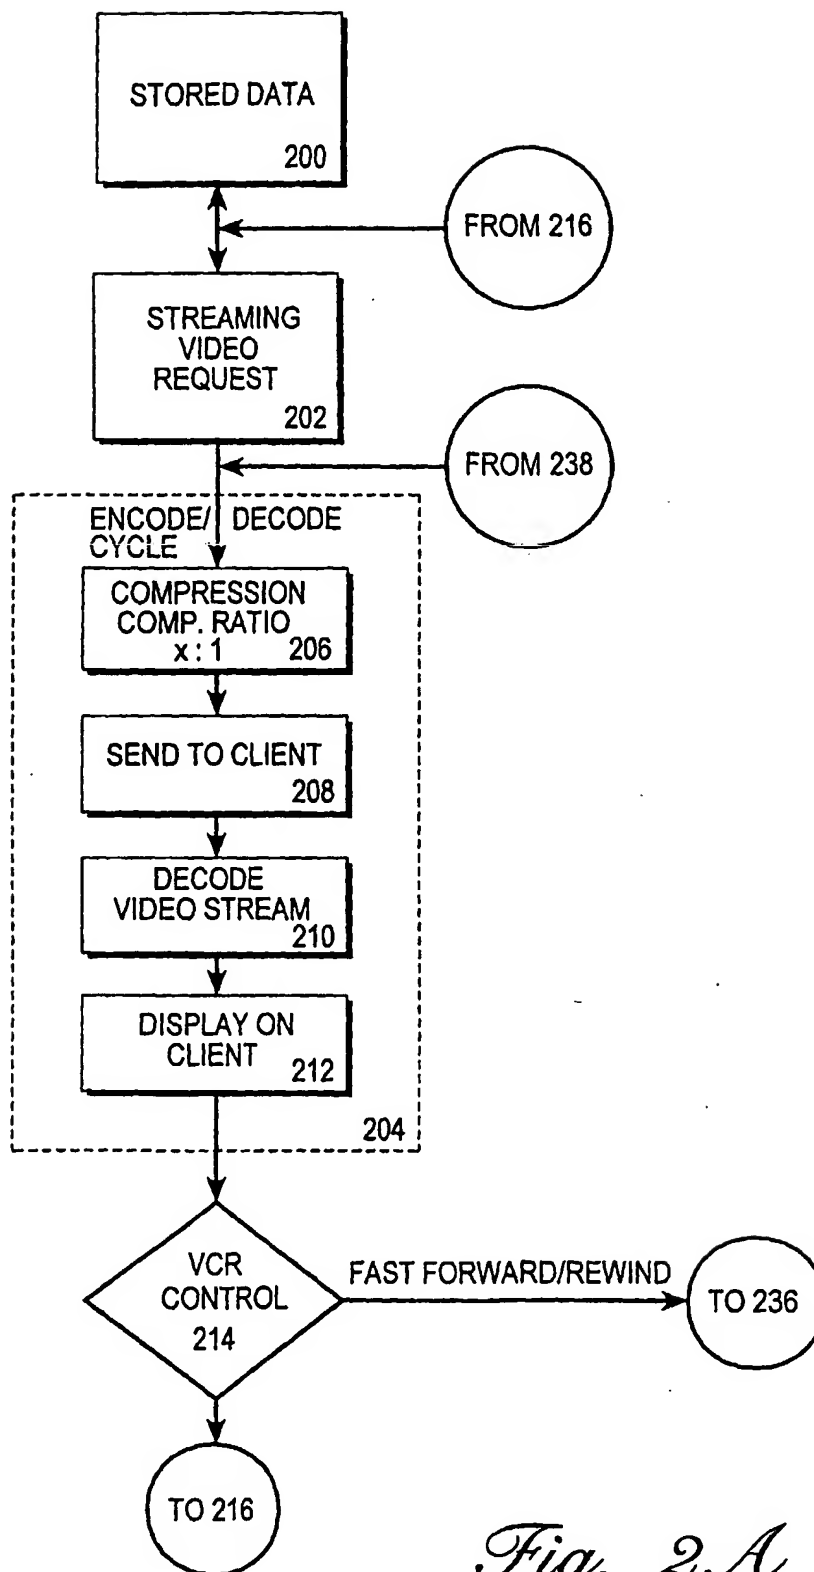 STORED DATA
200
FROM 216
STREAMING
VIDEO
REQUEST
202
FROM 238
ENCODE/ DECODE
CYCLE
COMPRESSION
COMP. RATIO
x : 1 206
SEND TO CLIENT
208
DECODE
VIDEO STREAM
210
DISPLAY ON
CLIENT
212
204
VCR
CONTROL
214
FAST FORWARD/REWIND
TO 236
TO 216
Fig. 2A